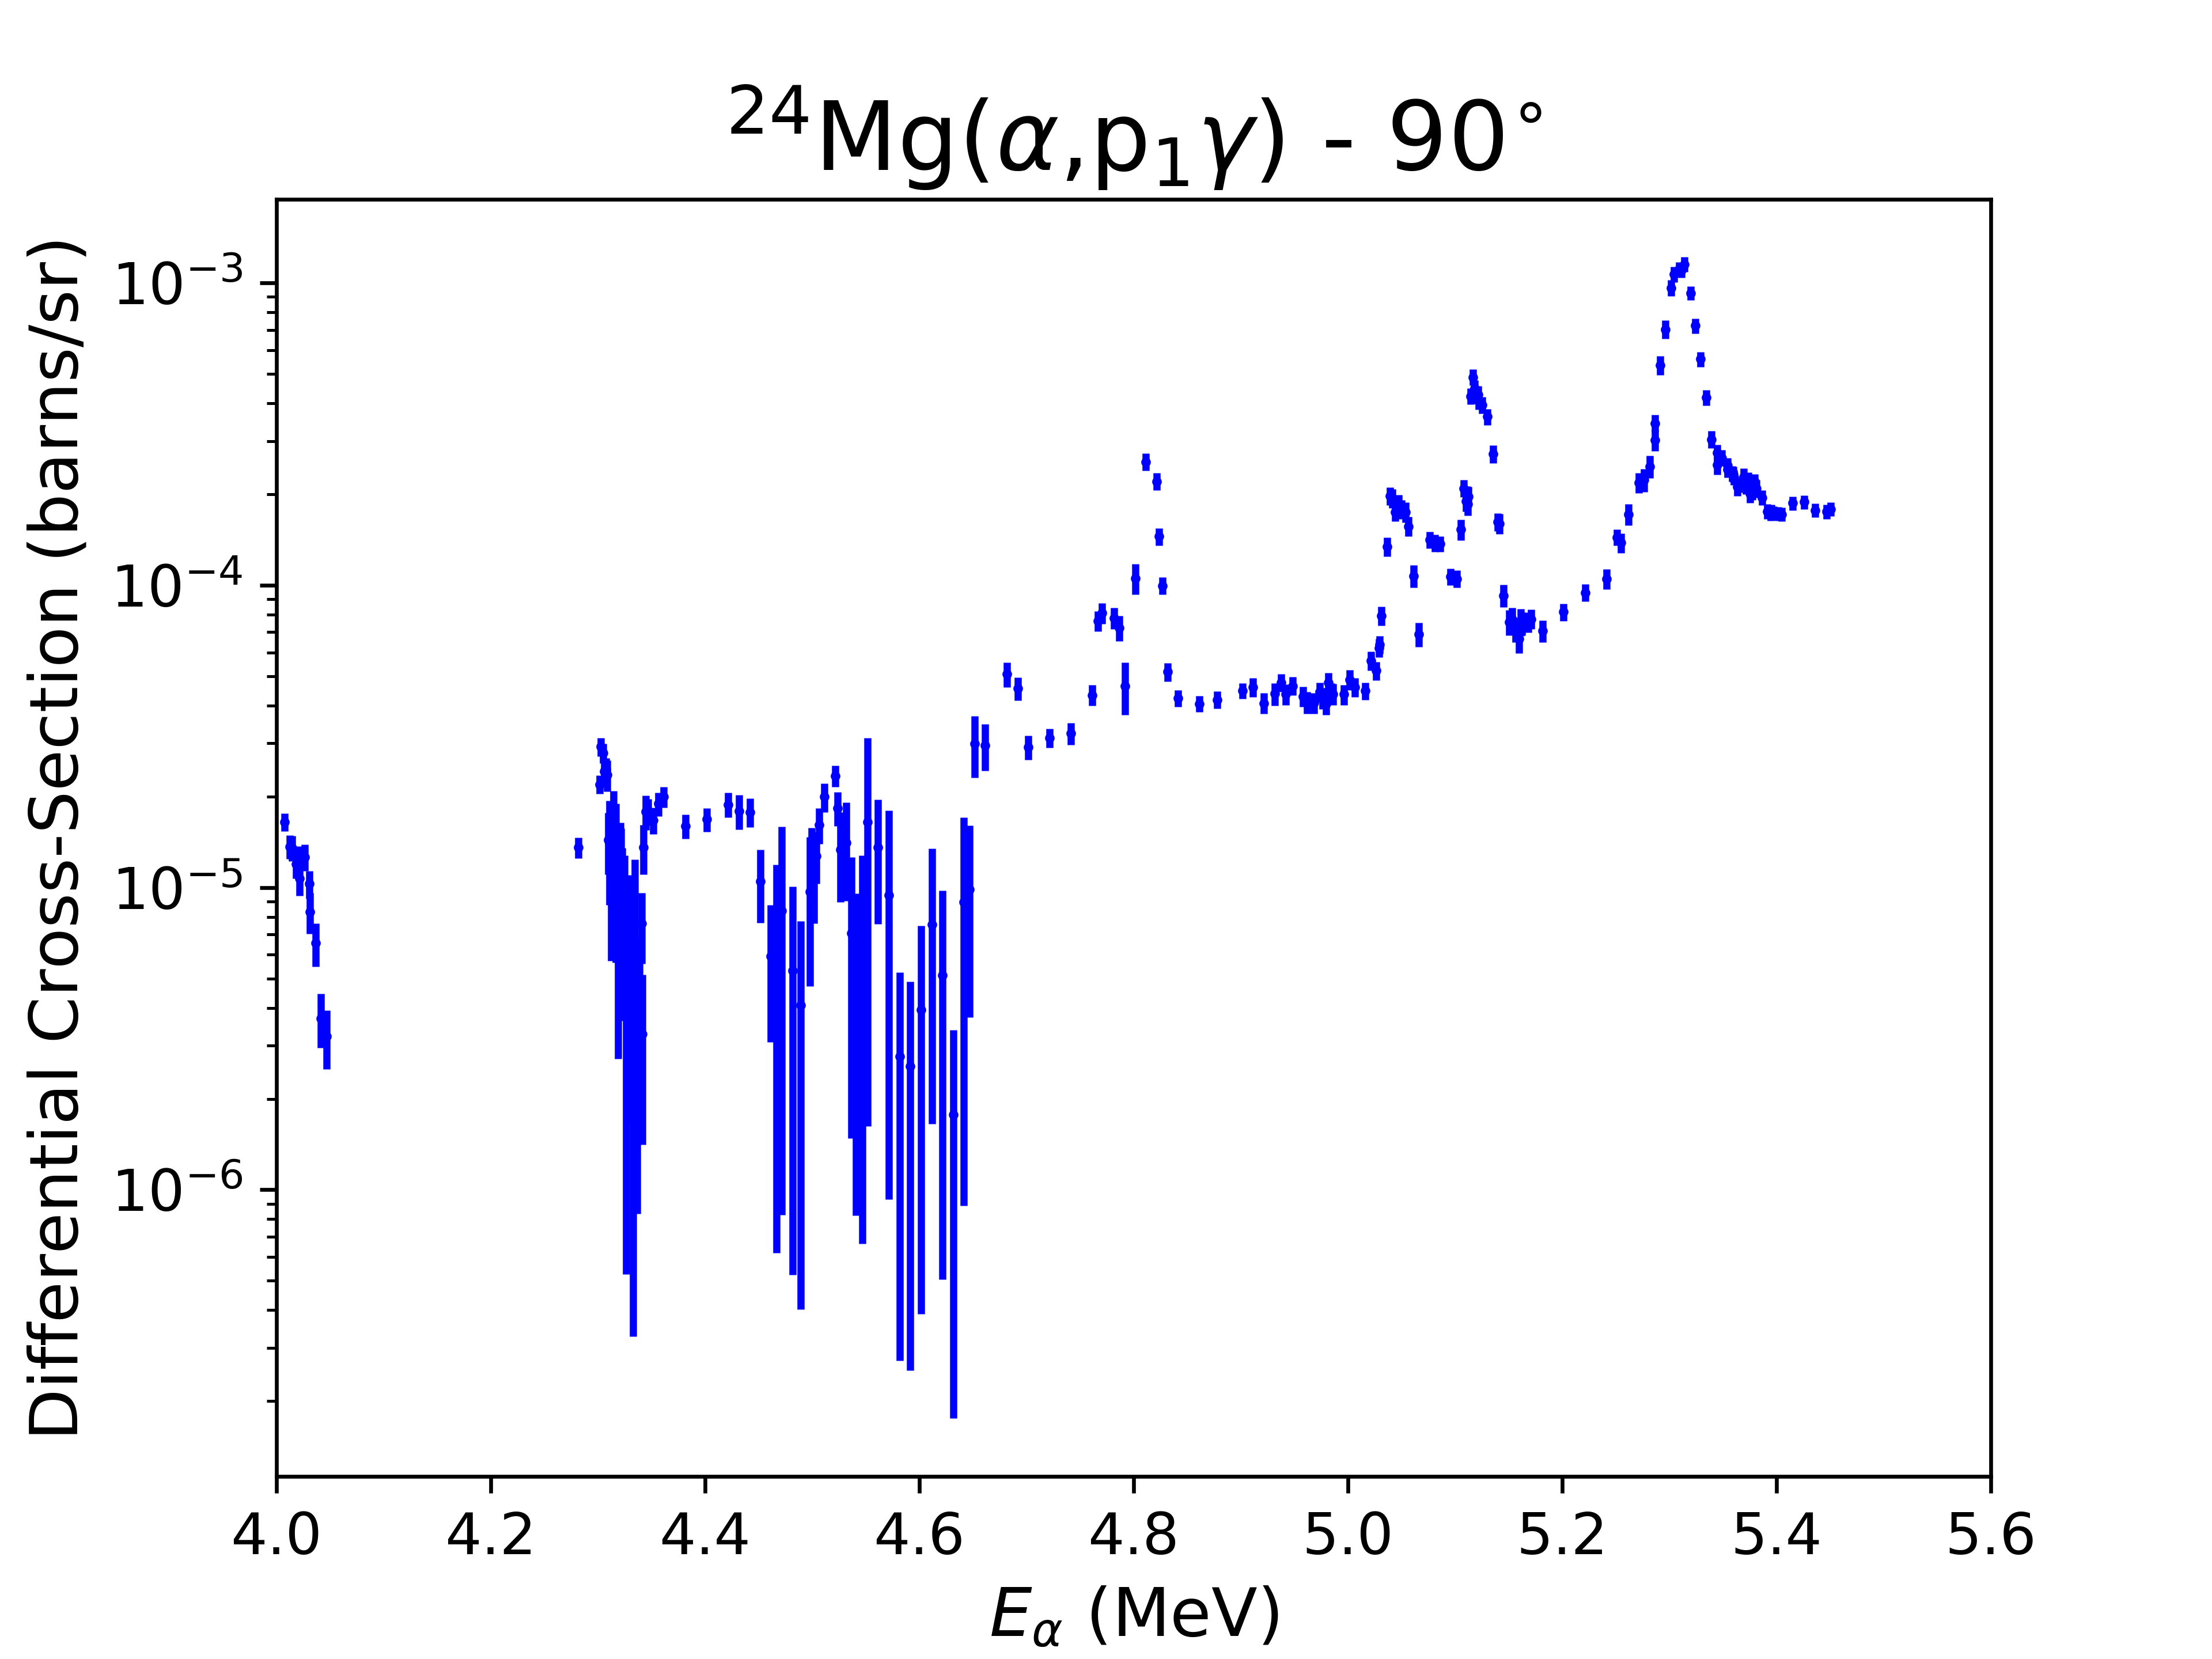 ²⁴Mg(α,p₁γ) - 90°
Differential Cross-Section (barns/sr)
10⁻³
10⁻⁴
10⁻⁵
10⁻⁶
4.0 4.2 4.4 4.6 4.8 5.0 5.2 5.4 5.6
Eα (MeV)